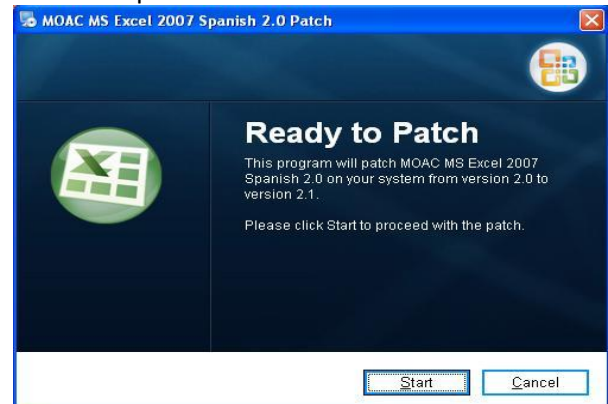 MOAC MS Excel 2007 Spanish 2.0 Patch
Ready to Patch
This program will patch MOAC MS Excel 2007
Spanish 2.0 on your system from version 2.0 to
version 2.1.
Please click Start to proceed with the patch.
Start
Cancel